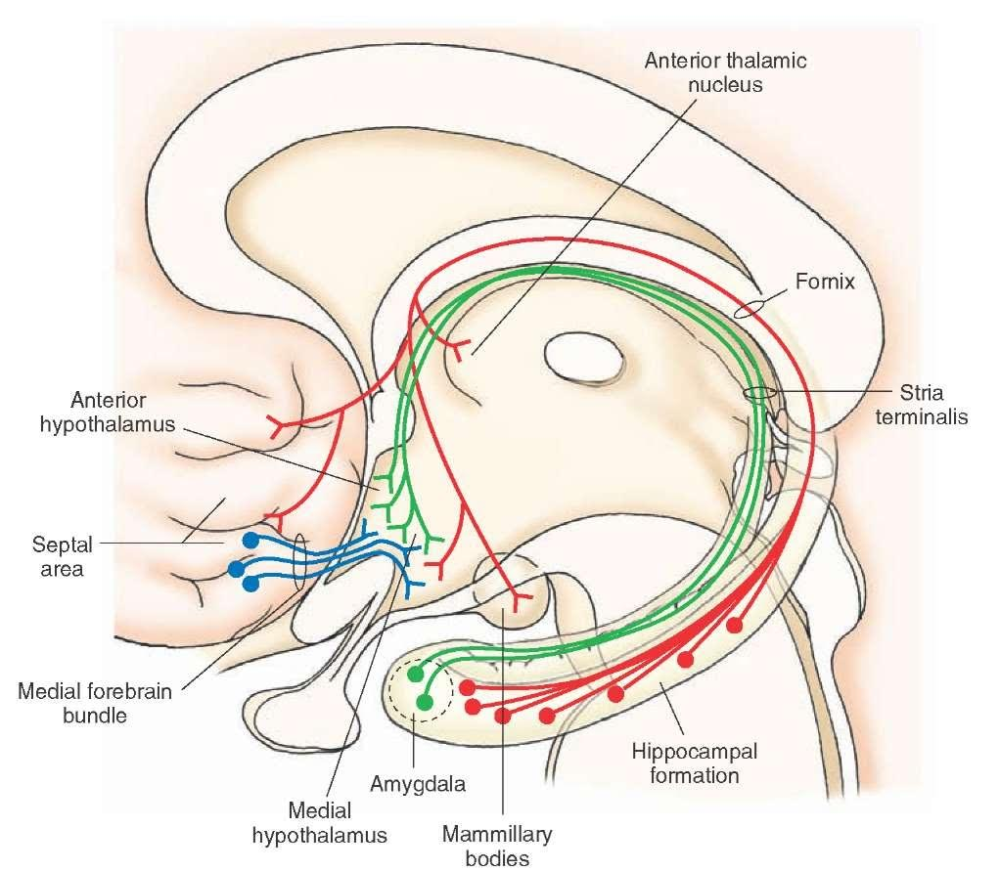 Anterior thalamic
nucleus
Fornix
Anterior
hypothalamus
Stria
terminalis
Septal
area
Medial forebrain
bundle
Hippocampal
formation
Amygdala
Medial
hypothalamus
Mammillary
bodies